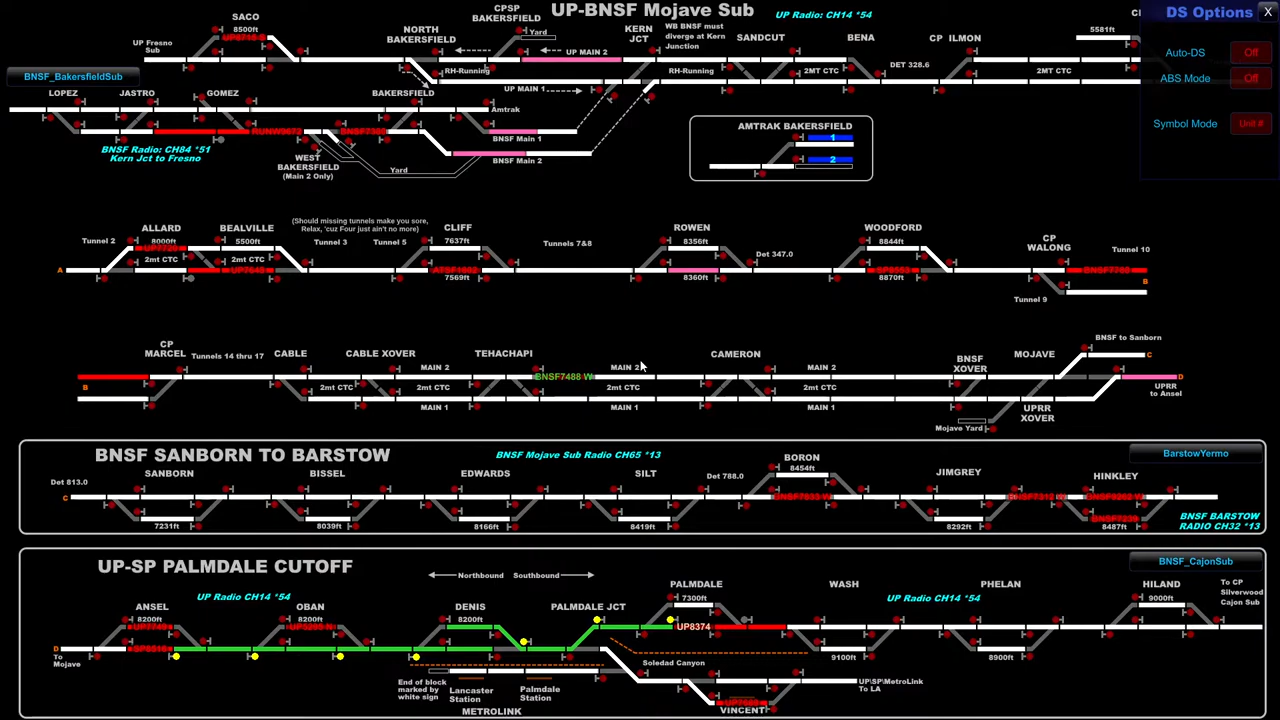 UP-BNSF Mojave Sub
UP Radio: CH14 *54
DS Options
X
Auto-DS
Off
ABS Mode
Off
Symbol Mode
Unit #
SACO
8500ft
UP Fresno
Sub
NORTH
BAKERSFIELD
CPSP
BAKERSFIELD
Yard
UP MAIN 2
RH-Running
UP MAIN 1
KERN
JCT
WB BNSF must
diverge at Kern
Junction
RH-Running
SANDCUT
2MT CTC
BENA
DET 328.6
CP ILMON
2MT CTC
5581ft
BNSF_BakersfieldSub
LOPEZ
JASTRO
GOMEZ
BAKERSFIELD
Amtrak
BNSF Main 1
BNSF Main 2
BNSF Radio: CH84 *51
Kern Jct to Fresno
WEST
BAKERSFIELD
(Main 2 Only)
Yard
AMTRAK BAKERSFIELD
1
2
ALLARD
8000ft
Tunnel 2
2mt CTC
BEALVILLE
5500ft
2mt CTC
(Should missing tunnels make you sore,
Relax, 'cuz Four just ain't no more)
Tunnel 3
Tunnel 5
CLIFF
7637ft
7569ft
Tunnels 7&8
ROWEN
8356ft
8360ft
Det 347.0
WOODFORD
8844ft
8870ft
CP
WALONG
Tunnel 10
Tunnel 9
A
B
CP
MARCEL
Tunnels 14 thru 17
CABLE
CABLE XOVER
TEHACHAPI
MAIN 2
2mt CTC
2mt CTC
MAIN 1
BNSF7488 W
MAIN 2
2mt CTC
MAIN 1
CAMERON
MAIN 2
2mt CTC
MAIN 1
BNSF
XOVER
MOJAVE
BNSF to Sanborn
C
D
UPRR
to Ansel
UPRR
XOVER
Mojave Yard
B
BNSF SANBORN TO BARSTOW
BNSF Mojave Sub Radio CH65 *13
BarstowYermo
Det 813.0
C
SANBORN
7231ft
BISSEL
8039ft
EDWARDS
8166ft
SILT
8419ft
Det 788.0
BORON
8454ft
JIMGREY
8292ft
HINKLEY
8487ft
BNSF BARSTOW
RADIO CH32 *13
UP-SP PALMDALE CUTOFF
UP Radio CH14 *54
Northbound
Southbound
BNSF_CajonSub
ANSEL
8200ft
OBAN
8200ft
DENIS
8200ft
PALMDALE JCT
PALMDALE
7300ft
UP8374
WASH
9100ft
UP Radio CH14 *54
PHELAN
8900ft
HILAND
9000ft
To CP
Silverwood
Cajon Sub
D
To
Mojave
End of block
marked by
white sign
Lancaster
Station
Palmdale
Station
METROLINK
Soledad Canyon
VINCENT
UP\SP\MetroLink
To LA